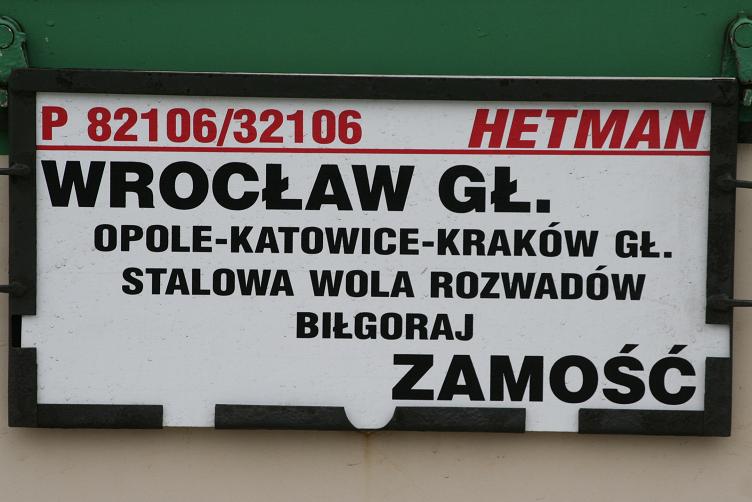 P 82106/32106 HETMAN
WROCŁAW GŁ.
OPOLE-KATOWICE-KRAKÓW GŁ.
STALOWA WOLA ROZWADÓW
BIŁGORAJ
ZAMOŚĆ